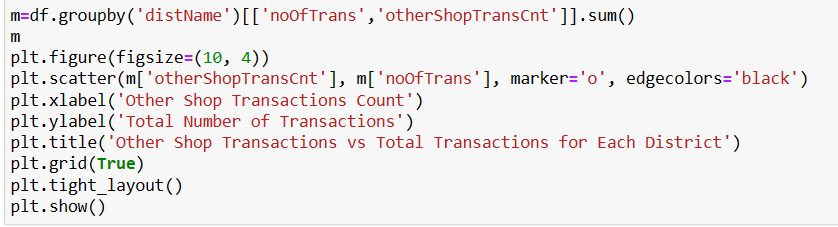 m=df.groupby('distName')[['noOfTrans','otherShopTransCnt']].sum()
m
plt.figure(figsize=(10, 4))
plt.scatter(m['otherShopTransCnt'], m['noOfTrans'], marker='o', edgecolors='black')
plt.xlabel('Other Shop Transactions Count')
plt.ylabel('Total Number of Transactions')
plt.title('Other Shop Transactions vs Total Transactions for Each District')
plt.grid(True)
plt.tight_layout()
plt.show()